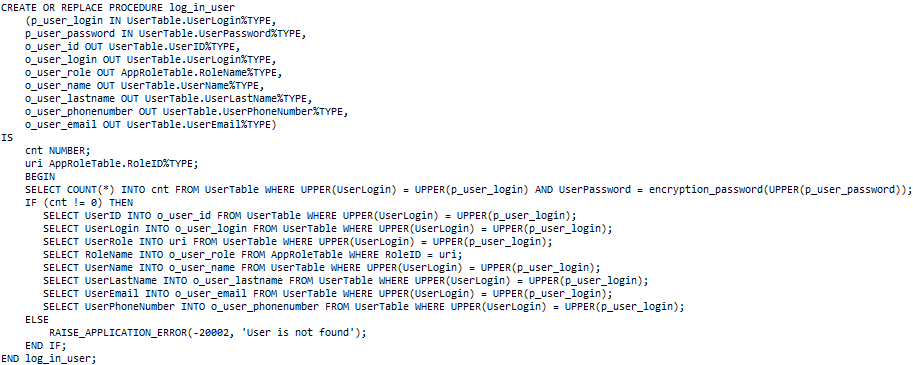 CREATE OR REPLACE PROCEDURE log_in_user
(p_user_login IN UserTable.UserLogin%TYPE,
p_user_password IN UserTable.UserPassword%TYPE,
o_user_id OUT UserTable.UserID%TYPE,
o_user_login OUT UserTable.UserLogin%TYPE,
o_user_role OUT AppRoleTable.RoleName%TYPE,
o_user_name OUT UserTable.UserName%TYPE,
o_user_lastname OUT UserTable.UserLastName%TYPE,
o_user_phonenumber OUT UserTable.UserPhoneNumber%TYPE,
o_user_email OUT UserTable.UserEmail%TYPE)
IS
cnt NUMBER;
uri AppRoleTable.RoleID%TYPE;
BEGIN
SELECT COUNT(*) INTO cnt FROM UserTable WHERE UPPER(UserLogin) = UPPER(p_user_login) AND UserPassword = encryption_password(UPPER(p_user_password));
IF (cnt != 0) THEN
SELECT UserID INTO o_user_id FROM UserTable WHERE UPPER(UserLogin) = UPPER(p_user_login);
SELECT UserLogin INTO o_user_login FROM UserTable WHERE UPPER(UserLogin) = UPPER(p_user_login);
SELECT UserRole INTO uri FROM UserTable WHERE UPPER(UserLogin) = UPPER(p_user_login);
SELECT RoleName INTO o_user_role FROM AppRoleTable WHERE RoleID = uri;
SELECT UserName INTO o_user_name FROM UserTable WHERE UPPER(UserLogin) = UPPER(p_user_login);
SELECT UserLastName INTO o_user_lastname FROM UserTable WHERE UPPER(UserLogin) = UPPER(p_user_login);
SELECT UserEmail INTO o_user_email FROM UserTable WHERE UPPER(UserLogin) = UPPER(p_user_login);
SELECT UserPhoneNumber INTO o_user_phonenumber FROM UserTable WHERE UPPER(UserLogin) = UPPER(p_user_login);
ELSE
RAISE_APPLICATION_ERROR(-20002, 'User is not found');
END IF;
END log_in_user;